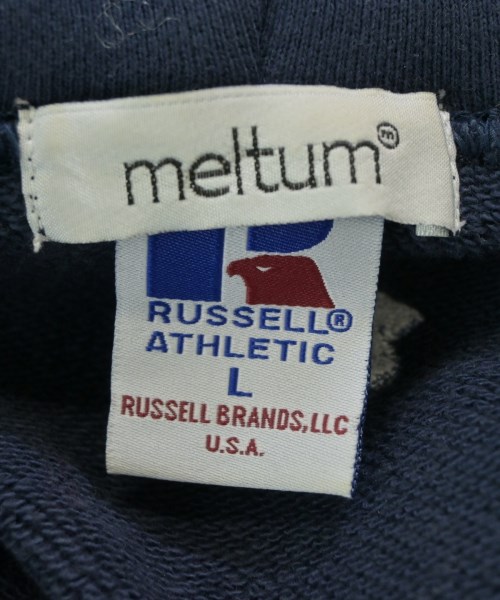 meltum ⓜ
RUSSELL®
ATHLETIC
L
RUSSELL BRANDS,LLC
U.S.A.